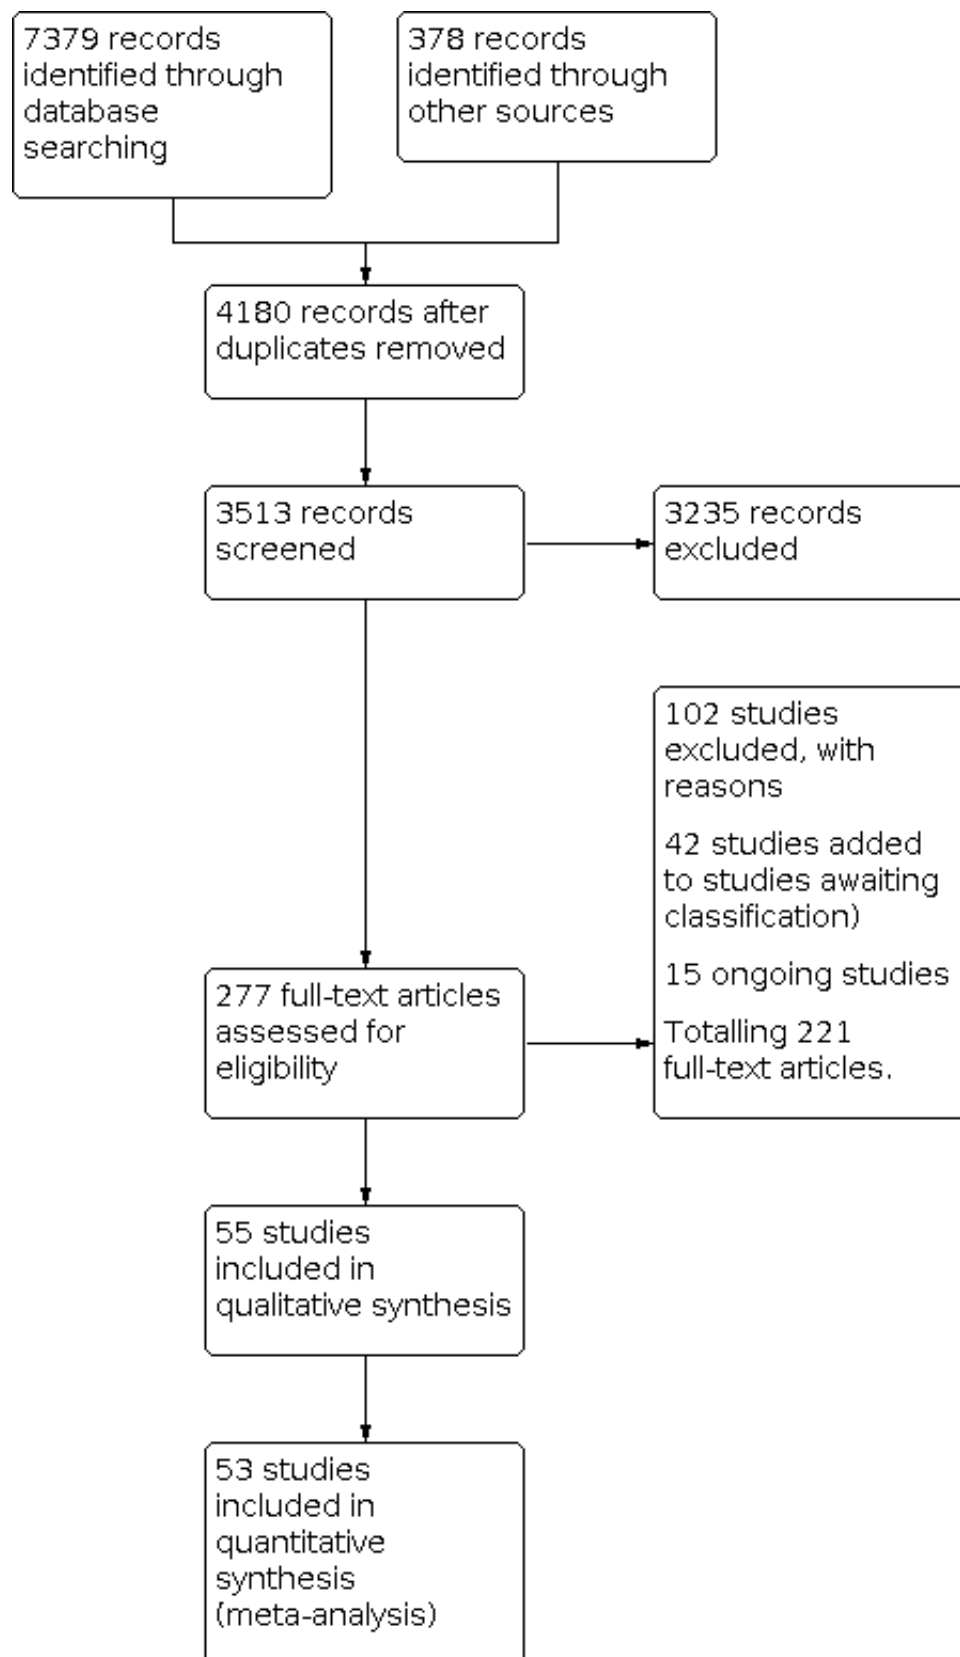 7379 records
identified through
database
searching
378 records
identified through
other sources
4180 records after
duplicates removed
3513 records
screened
3235 records
excluded
102 studies
excluded, with
reasons
42 studies added
to studies awaiting
classification)
15 ongoing studies
Totalling 221
full-text articles.
277 full-text articles
assessed for
eligibility
55 studies
included in
qualitative synthesis
53 studies
included in
quantitative
synthesis
(meta-analysis)